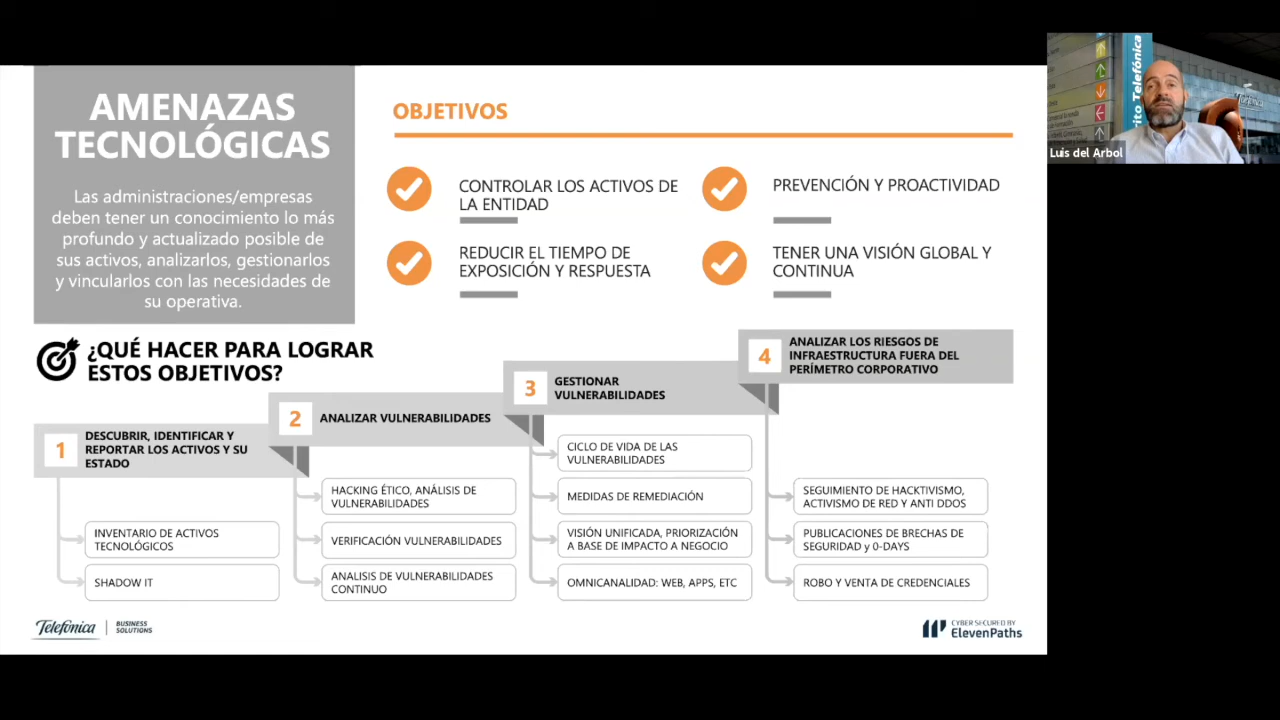 AMENAZAS
TECNOLÓGICAS
Las administraciones/empresas
deben tener un conocimiento lo más
profundo y actualizado posible de
sus activos, analizarlos, gestionarlos
y vincularlos con las necesidades de
su operativa.
OBJETIVOS
CONTROLAR LOS ACTIVOS DE
LA ENTIDAD
PREVENCIÓN Y PROACTIVIDAD
REDUCIR EL TIEMPO DE
EXPOSICIÓN Y RESPUESTA
TENER UNA VISIÓN GLOBAL Y
CONTINUA
¿QUÉ HACER PARA LOGRAR
ESTOS OBJETIVOS?
1
DESCUBRIR, IDENTIFICAR Y
REPORTAR LOS ACTIVOS Y SU
ESTADO
INVENTARIO DE ACTIVOS
TECNOLÓGICOS
SHADOW IT
2
ANALIZAR VULNERABILIDADES
HACKING ÉTICO, ANÁLISIS DE
VULNERABILIDADES
VERIFICACIÓN VULNERABILIDADES
ANALISIS DE VULNERABILIDADES
CONTINUO
3
GESTIONAR
VULNERABILIDADES
CICLO DE VIDA DE LAS
VULNERABILIDADES
MEDIDAS DE REMEDIACIÓN
VISIÓN UNIFICADA, PRIORIZACIÓN
A BASE DE IMPACTO A NEGOCIO
OMNICANALIDAD: WEB, APPS, ETC
4
ANALIZAR LOS RIESGOS DE
INFRAESTRUCTURA FUERA DEL
PERÍMETRO CORPORATIVO
SEGUIMIENTO DE HACKTIVISMO,
ACTIVISMO DE RED Y ANTI DDOS
PUBLICACIONES DE BRECHAS DE
SEGURIDAD y 0-DAYS
ROBO Y VENTA DE CREDENCIALES
Telefónica
BUSINESS
SOLUTIONS
CYBER SECURED BY
ElevenPaths
rito Telefónica
Telefónica
Luis del Arbol